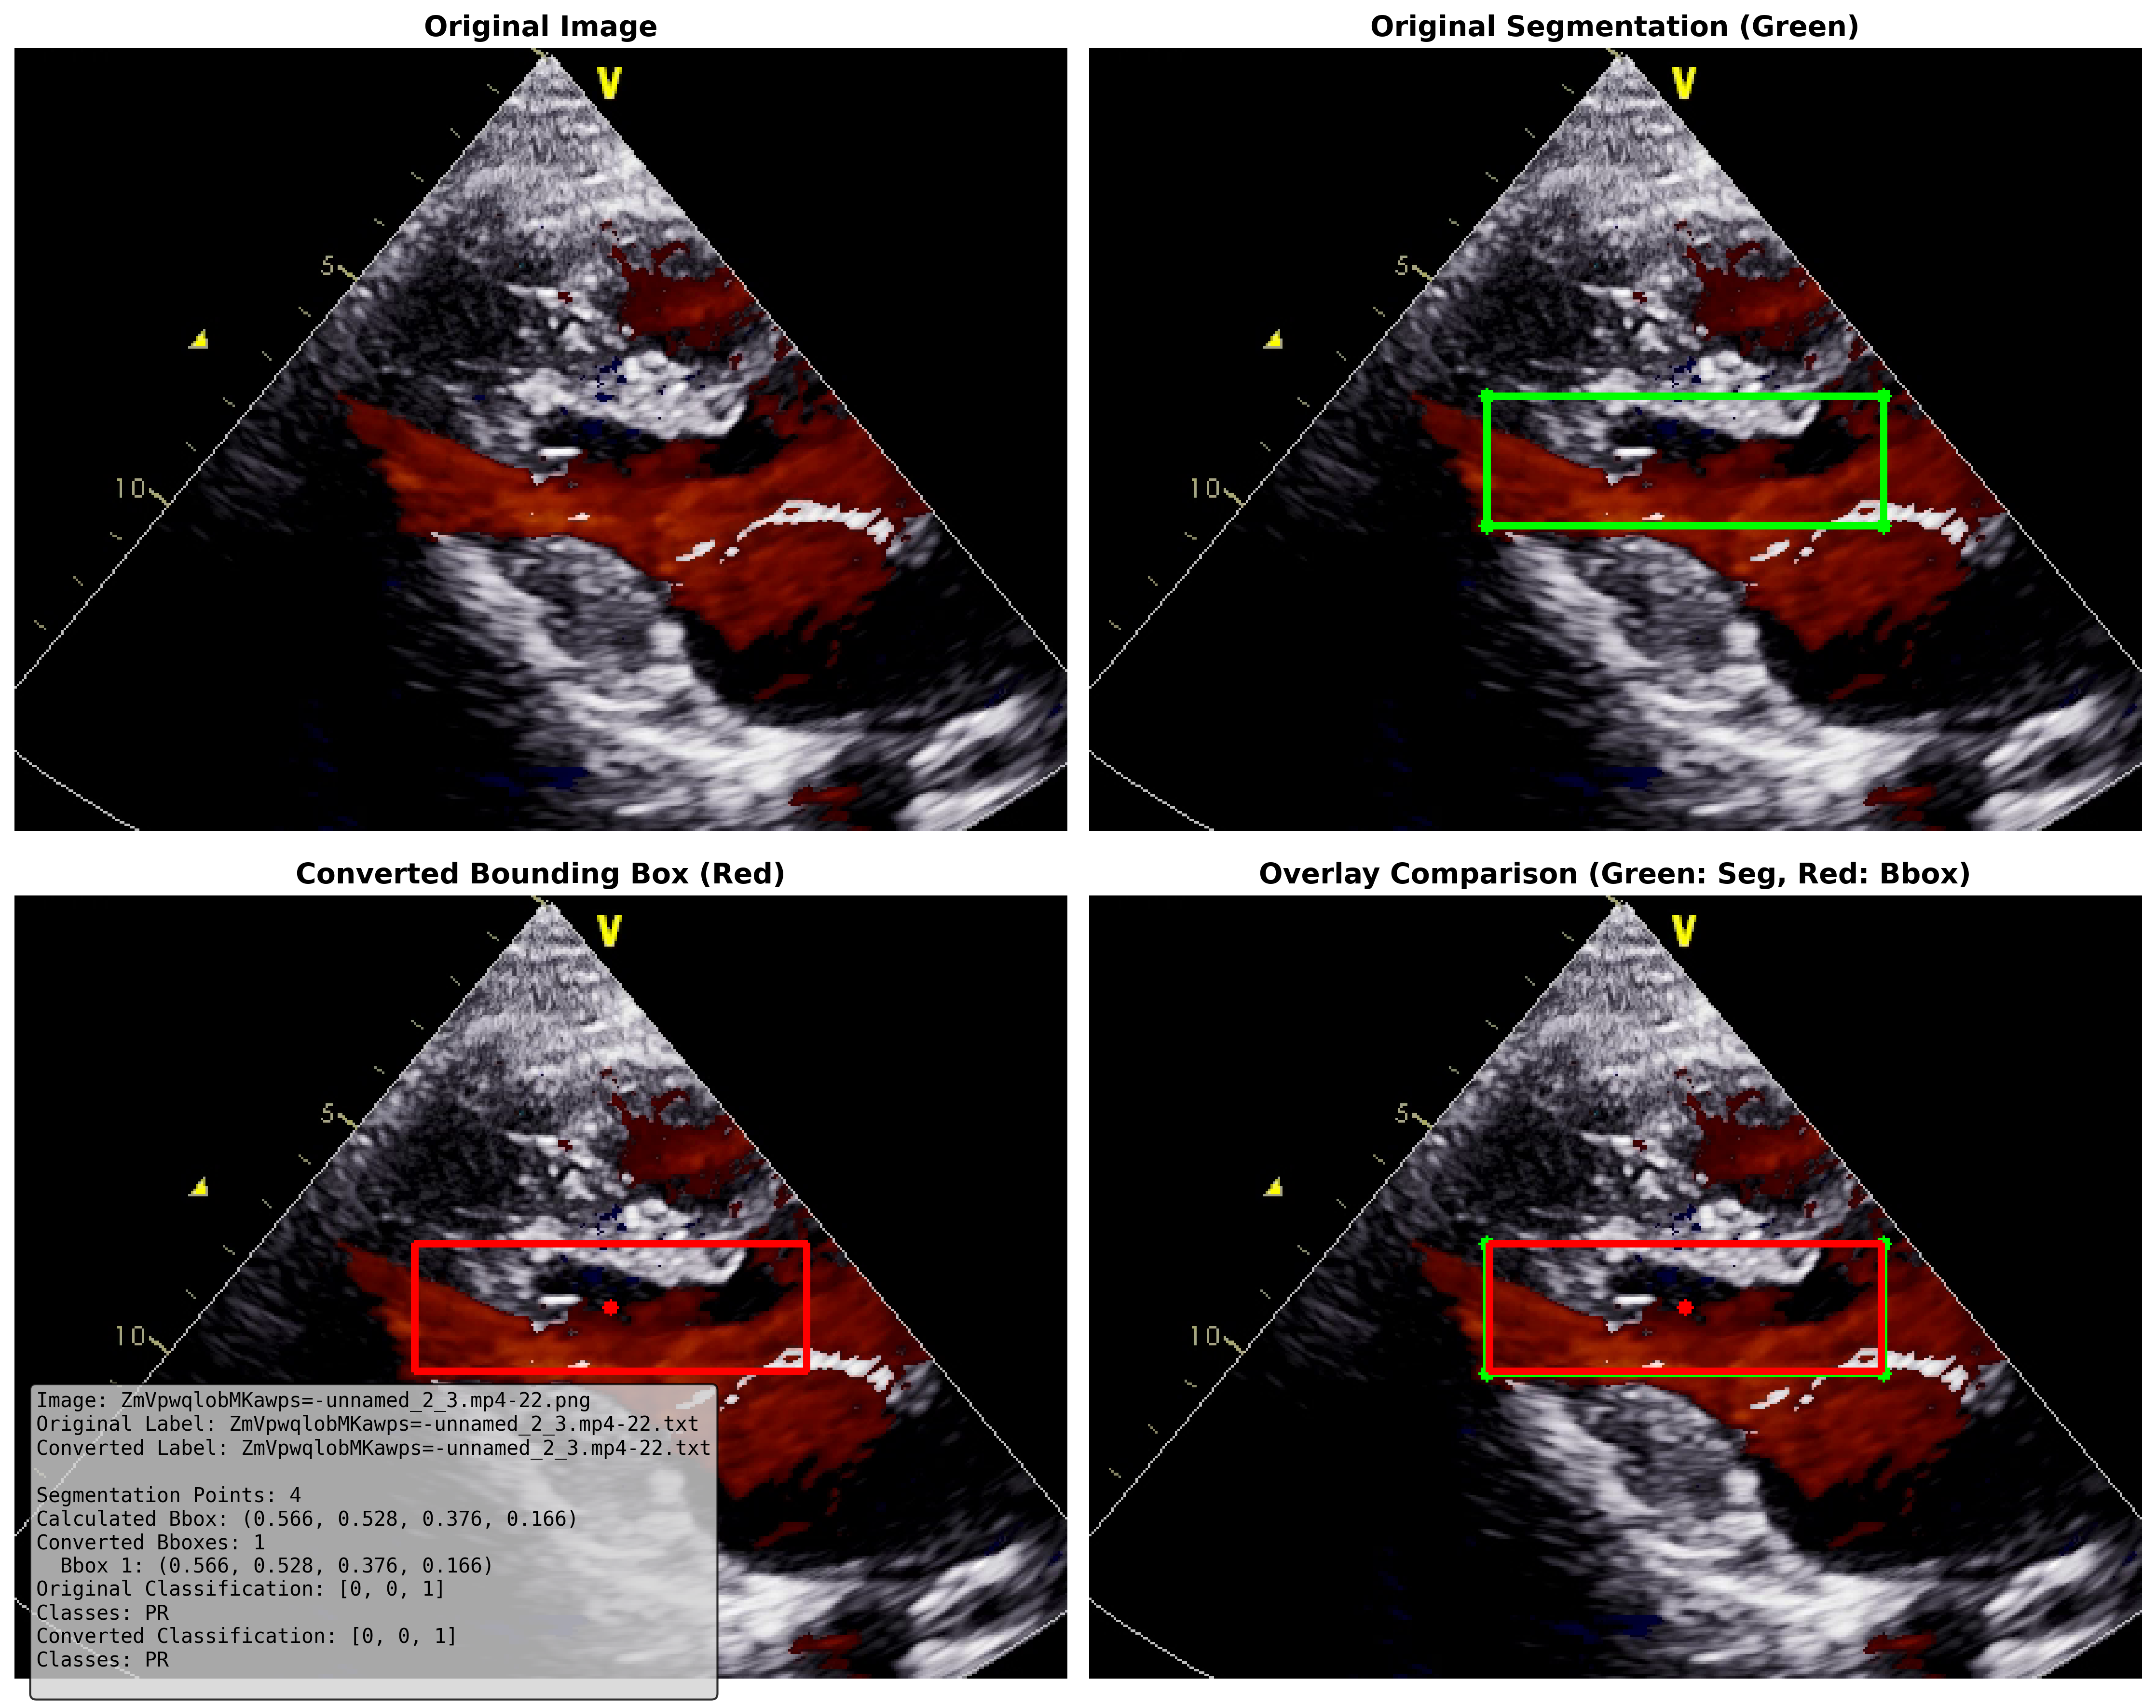 Original Image
Original Segmentation (Green)
V
5
10
V
5
10
Converted Bounding Box (Red)
Overlay Comparison (Green: Seg, Red: Bbox)
V
5
10
V
5
10
Image: ZmVpwqlobMKawps=-unnamed_2_3.mp4-22.png
Original Label: ZmVpwqlobMKawps=-unnamed_2_3.mp4-22.txt
Converted Label: ZmVpwqlobMKawps=-unnamed_2_3.mp4-22.txt
Segmentation Points: 4
Calculated Bbox: (0.566, 0.528, 0.376, 0.166)
Converted Bboxes: 1
Bbox 1: (0.566, 0.528, 0.376, 0.166)
Original Classification: [0, 0, 1]
Classes: PR
Converted Classification: [0, 0, 1]
Classes: PR